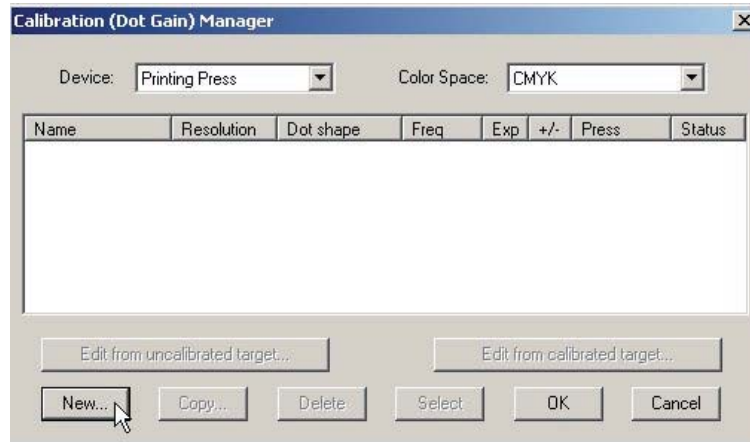 Calibration (Dot Gain) Manager
Device: Printing Press Color Space: CMYK
Name Resolution Dot shape Freq Exp +/- Press Status
Edit from uncalibrated target... Edit from calibrated target...
New... Copy... Delete Select OK Cancel